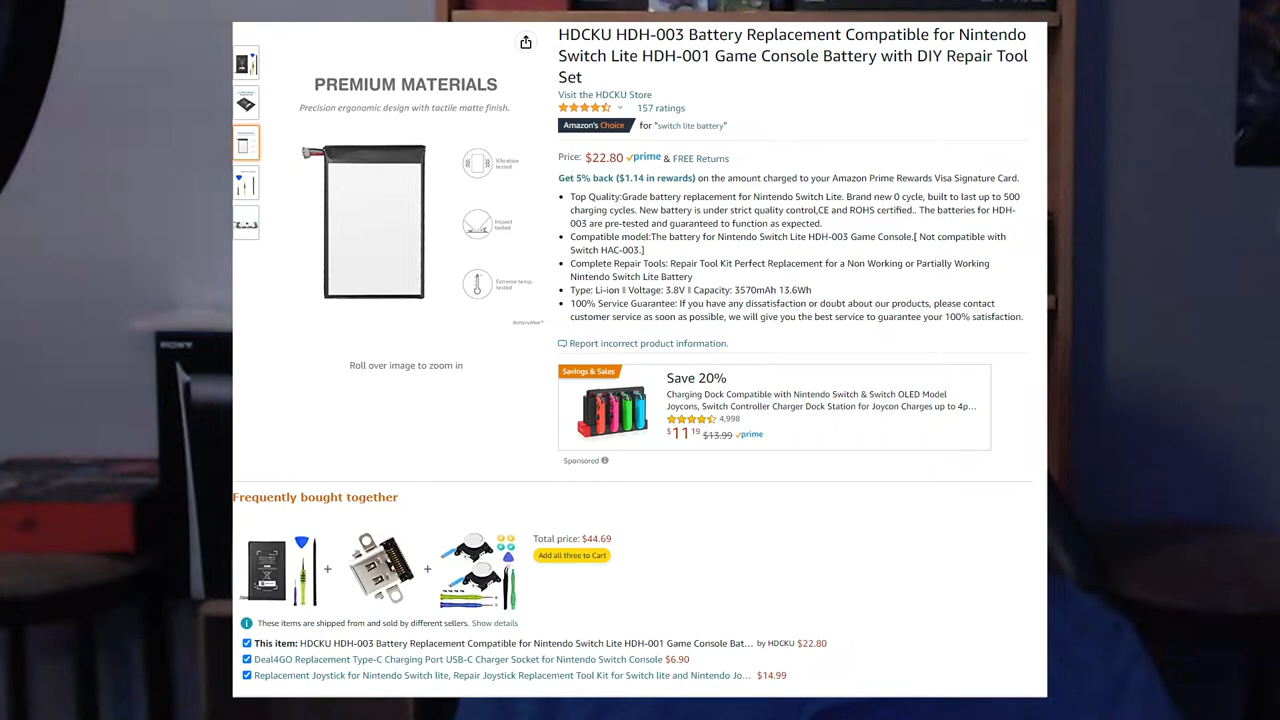 HDCKU HDH-003 Battery Replacement Compatible for Nintendo
Switch Lite HDH-001 Game Console Battery with DIY Repair Tool
Set
Visit the HDCKU Store
157 ratings
Amazon's Choice for "switch lite battery"
PREMIUM MATERIALS
Precision ergonomic design with tactile matte finish.
Vibration
tested
Impact
tested
Extreme temp.
tested
BatteryMon
Roll over image to zoom in
Price: $22.80 prime & FREE Returns
Get 5% back ($1.14 in rewards) on the amount charged to your Amazon Prime Rewards Visa Signature Card.
• Top Quality:Grade battery replacement for Nintendo Switch Lite. Brand new 0 cycle, built to last up to 500
charging cycles. New battery is under strict quality control,CE and ROHS certified.. The batteries for HDH-
003 are pre-tested and guaranteed to function as expected.
• Compatible model:The battery for Nintendo Switch Lite HDH-003 Game Console.[ Not compatible with
Switch HAC-003.]
• Complete Repair Tools: Repair Tool Kit Perfect Replacement for a Non Working or Partially Working
Nintendo Switch Lite Battery
• Type: Li-ion ‖ Voltage: 3.8V ‖ Capacity: 3570mAh 13.6Wh
• 100% Service Guarantee: If you have any dissatisfaction or doubt about our products, please contact
customer service as soon as possible, we will give you the best service to guarantee your 100% satisfaction.
Report incorrect product information.
Savings & Sales
Save 20%
Charging Dock Compatible with Nintendo Switch & Switch OLED Model
Joycons, Switch Controller Charger Dock Station for Joycon Charges up to 4p...
4,998
$11 19 $13.99 prime
Sponsored
SONY
Frequently bought together
+
+
Total price: $44.69
Add all three to Cart
These items are shipped from and sold by different sellers. Show details
This item: HDCKU HDH-003 Battery Replacement Compatible for Nintendo Switch Lite HDH-001 Game Console Bat... by HDCKU $22.80
Deal4GO Replacement Type-C Charging Port USB-C Charger Socket for Nintendo Switch Console $6.90
Replacement Joystick for Nintendo Switch lite, Repair Joystick Replacement Tool Kit for Switch lite and Nintendo Jo... $14.99